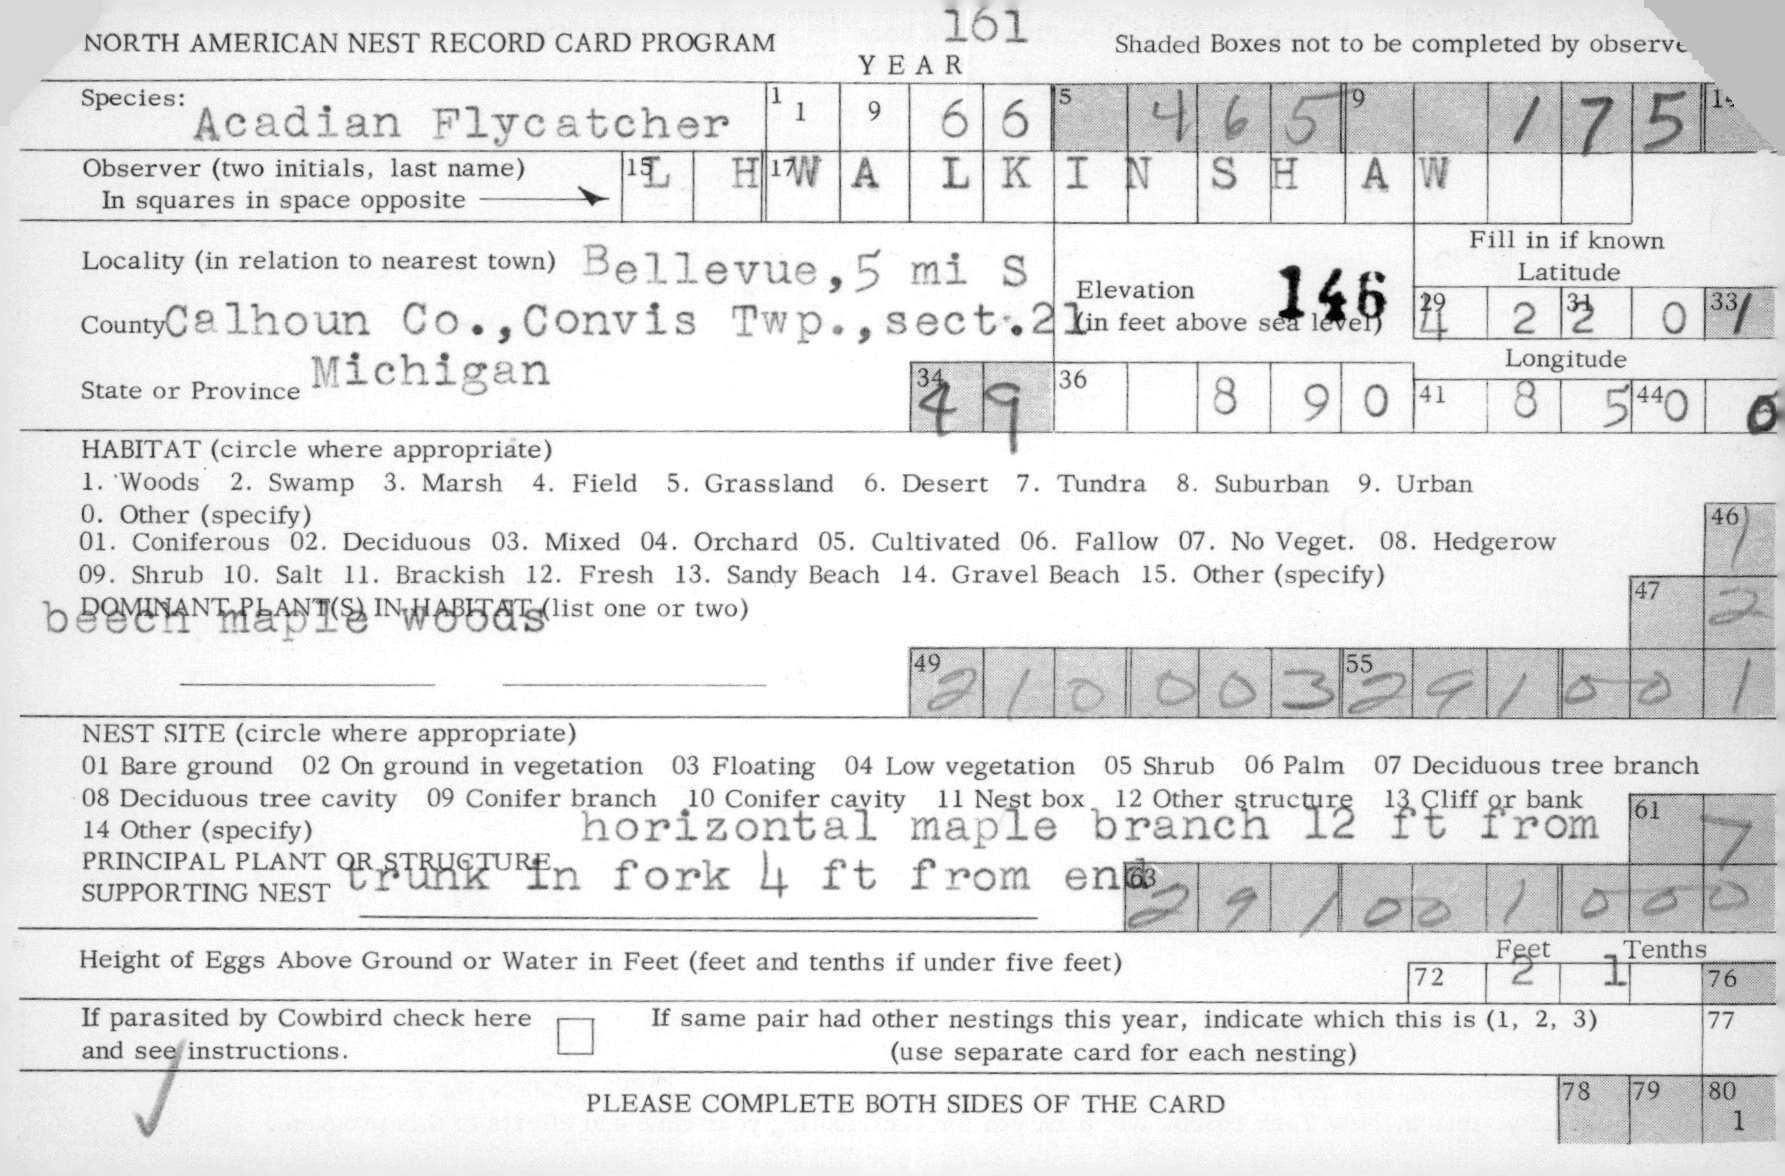 161
NORTH AMERICAN NEST RECORD CARD PROGRAM
YEAR
Shaded Boxes not to be completed by observe
Species: Acadian Flycatcher 1 1 9 6 6 5 4 6 5 9 1 7 5 14
Observer (two initials, last name) 15 L H 17 W A L K I N S H A W
In squares in space opposite
Locality (in relation to nearest town) Bellevue, 5 mi S
County Calhoun Co., Convis Twp., sect. 21
State or Province Michigan
Elevation 146
(in feet above sea level)
Fill in if known
Latitude
29 4 2 31 2 0 33 1
Longitude
34 4 9 36 8 9 0 41 8 5 44 0 0
HABITAT (circle where appropriate)
1. Woods 2. Swamp 3. Marsh 4. Field 5. Grassland 6. Desert 7. Tundra 8. Suburban 9. Urban
0. Other (specify)
46 1
01. Coniferous 02. Deciduous 03. Mixed 04. Orchard 05. Cultivated 06. Fallow 07. No Veget. 08. Hedgerow
09. Shrub 10. Salt 11. Brackish 12. Fresh 13. Sandy Beach 14. Gravel Beach 15. Other (specify)
47 2
DOMINANT PLANT(S) IN HABITAT (list one or two)
beech maple woods
49 2 1 0 0 0 3 55 2 9 1 0 0 1
NEST SITE (circle where appropriate)
01 Bare ground 02 On ground in vegetation 03 Floating 04 Low vegetation 05 Shrub 06 Palm 07 Deciduous tree branch
08 Deciduous tree cavity 09 Conifer branch 10 Conifer cavity 11 Nest box 12 Other structure 13 Cliff or bank
14 Other (specify) horizontal maple branch 12 ft from
61 7
PRINCIPAL PLANT OR STRUCTURE trunk in fork 4 ft from end
SUPPORTING NEST
63 2 9 1 0 0 1 0 0 0
Height of Eggs Above Ground or Water in Feet (feet and tenths if under five feet)
Feet Tenths
72 2 1 76
If parasited by Cowbird check here
and see instructions.
If same pair had other nestings this year, indicate which this is (1, 2, 3)
(use separate card for each nesting)
77
PLEASE COMPLETE BOTH SIDES OF THE CARD
78 79 80
1